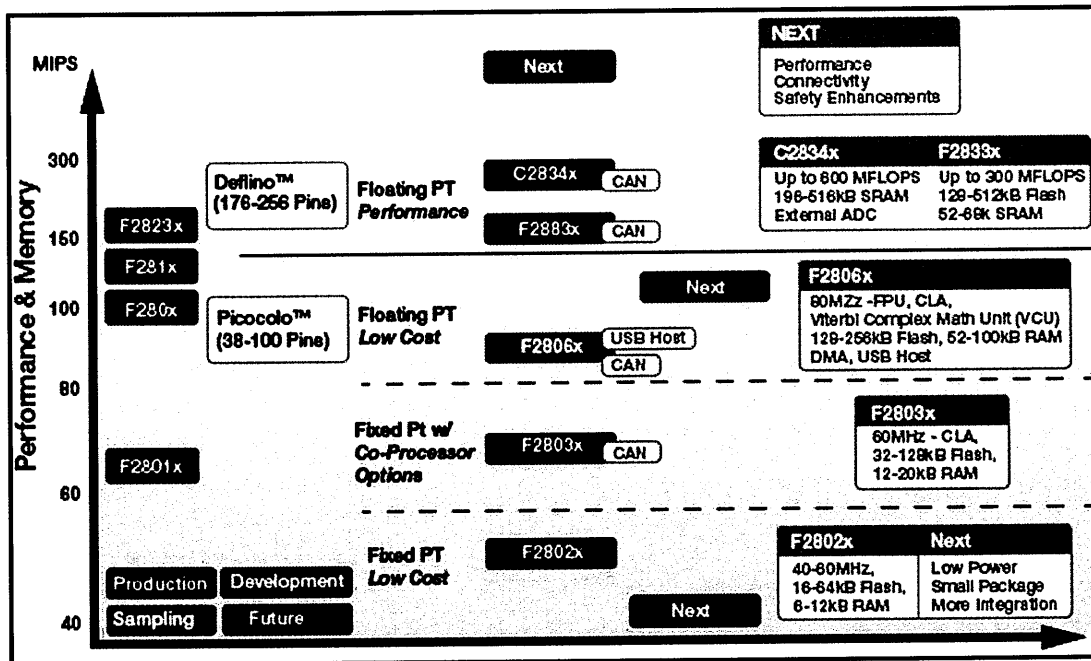 MIPS
Performance & Memory
300
150
100
80
60
40
F2823x
F281x
F280x
F2801x
Production
Development
Sampling
Future
Delfino™
(176-256 Pins)
Picocolo™
(38-100 Pins)
Floating PT
Performance
Floating PT
Low Cost
Fixed Pt w/
Co-Processor
Options
Fixed PT
Low Cost
Next
C2834x
CAN
F2883x
CAN
Next
F2806x
USB Host
CAN
F2803x
CAN
F2802x
Next
NEXT
Performance
Connectivity
Safety Enhancements
C2834x
Up to 600 MFLOPS
196-516kB SRAM
External ADC
F2833x
Up to 300 MFLOPS
128-512kB Flash
52-68k SRAM
F2806x
80MZz -FPU, CLA,
Viterbi Complex Math Unit (VCU)
128-256kB Flash, 52-100kB RAM
DMA, USB Host
F2803x
60MHz - CLA,
32-128kB Flash,
12-20kB RAM
F2802x
40-60MHz,
16-64kB Flash,
6-12kB RAM
Next
Low Power
Small Package
More Integration